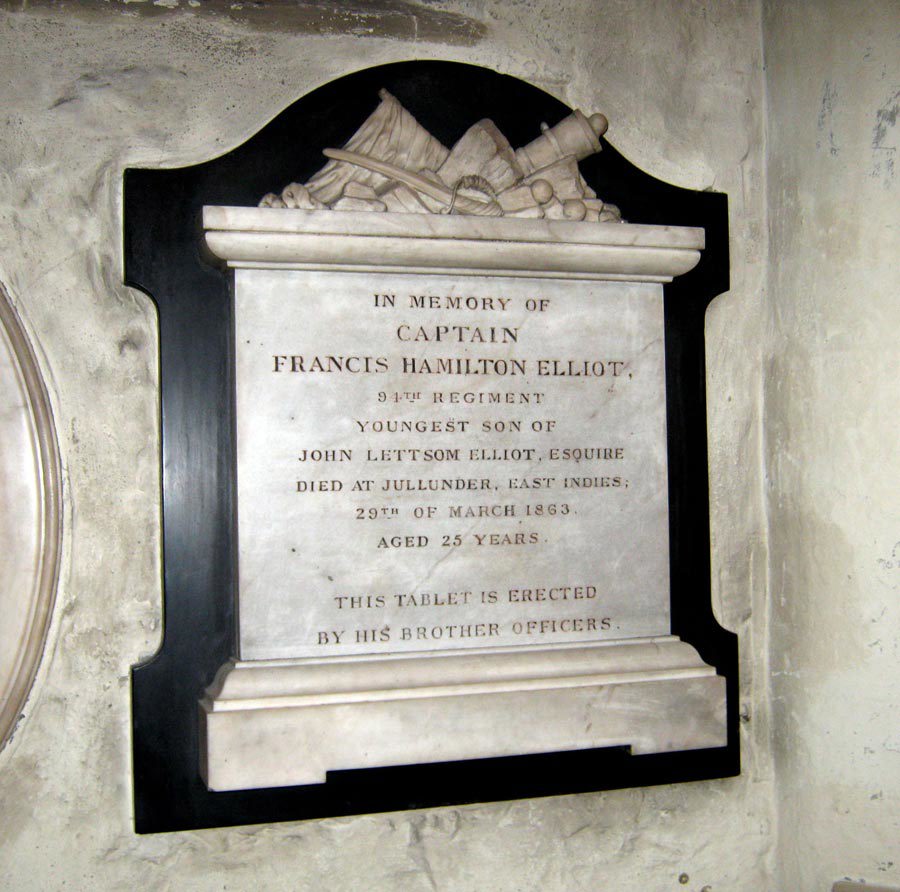 IN MEMORY OF
CAPTAIN
FRANCIS HAMILTON ELLIOT,
94TH REGIMENT
YOUNGEST SON OF
JOHN LETTSOM ELLIOT, ESQUIRE
DIED AT JULLUNDER, EAST INDIES;
29TH OF MARCH 1863.
AGED 25 YEARS.
THIS TABLET IS ERECTED
BY HIS BROTHER OFFICERS.